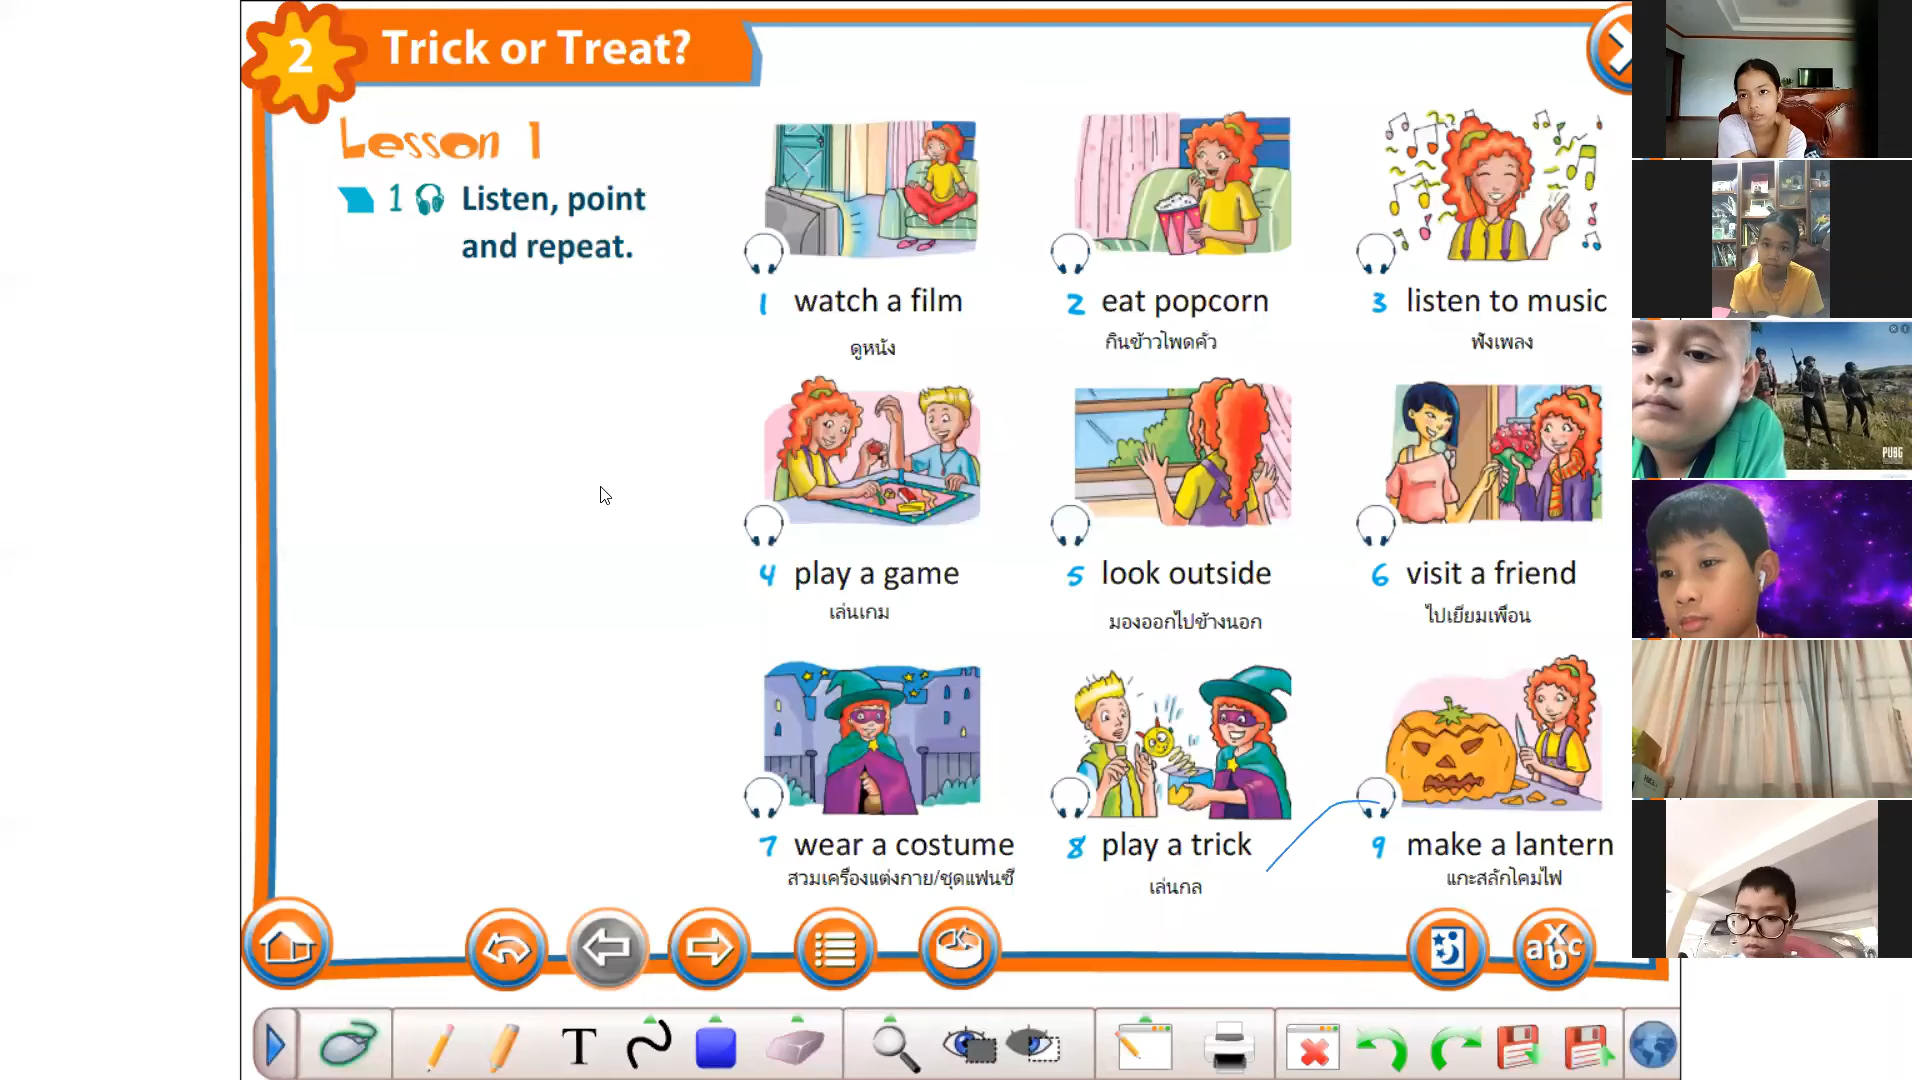 2 Trick or Treat?
Lesson 1
1 Listen, point
and repeat.
1 watch a film
ดูหนัง
2 eat popcorn
กินข้าวโพดคั่ว
3 listen to music
ฟังเพลง
4 play a game
เล่นเกม
5 look outside
มองออกไปข้างนอก
6 visit a friend
ไปเยี่ยมเพื่อน
7 wear a costume
สวมเครื่องแต่งกาย/ชุดแฟนซี
8 play a trick
เล่นกล
9 make a lantern
แกะสลักโคมไฟ
X
abc
T
PUBG